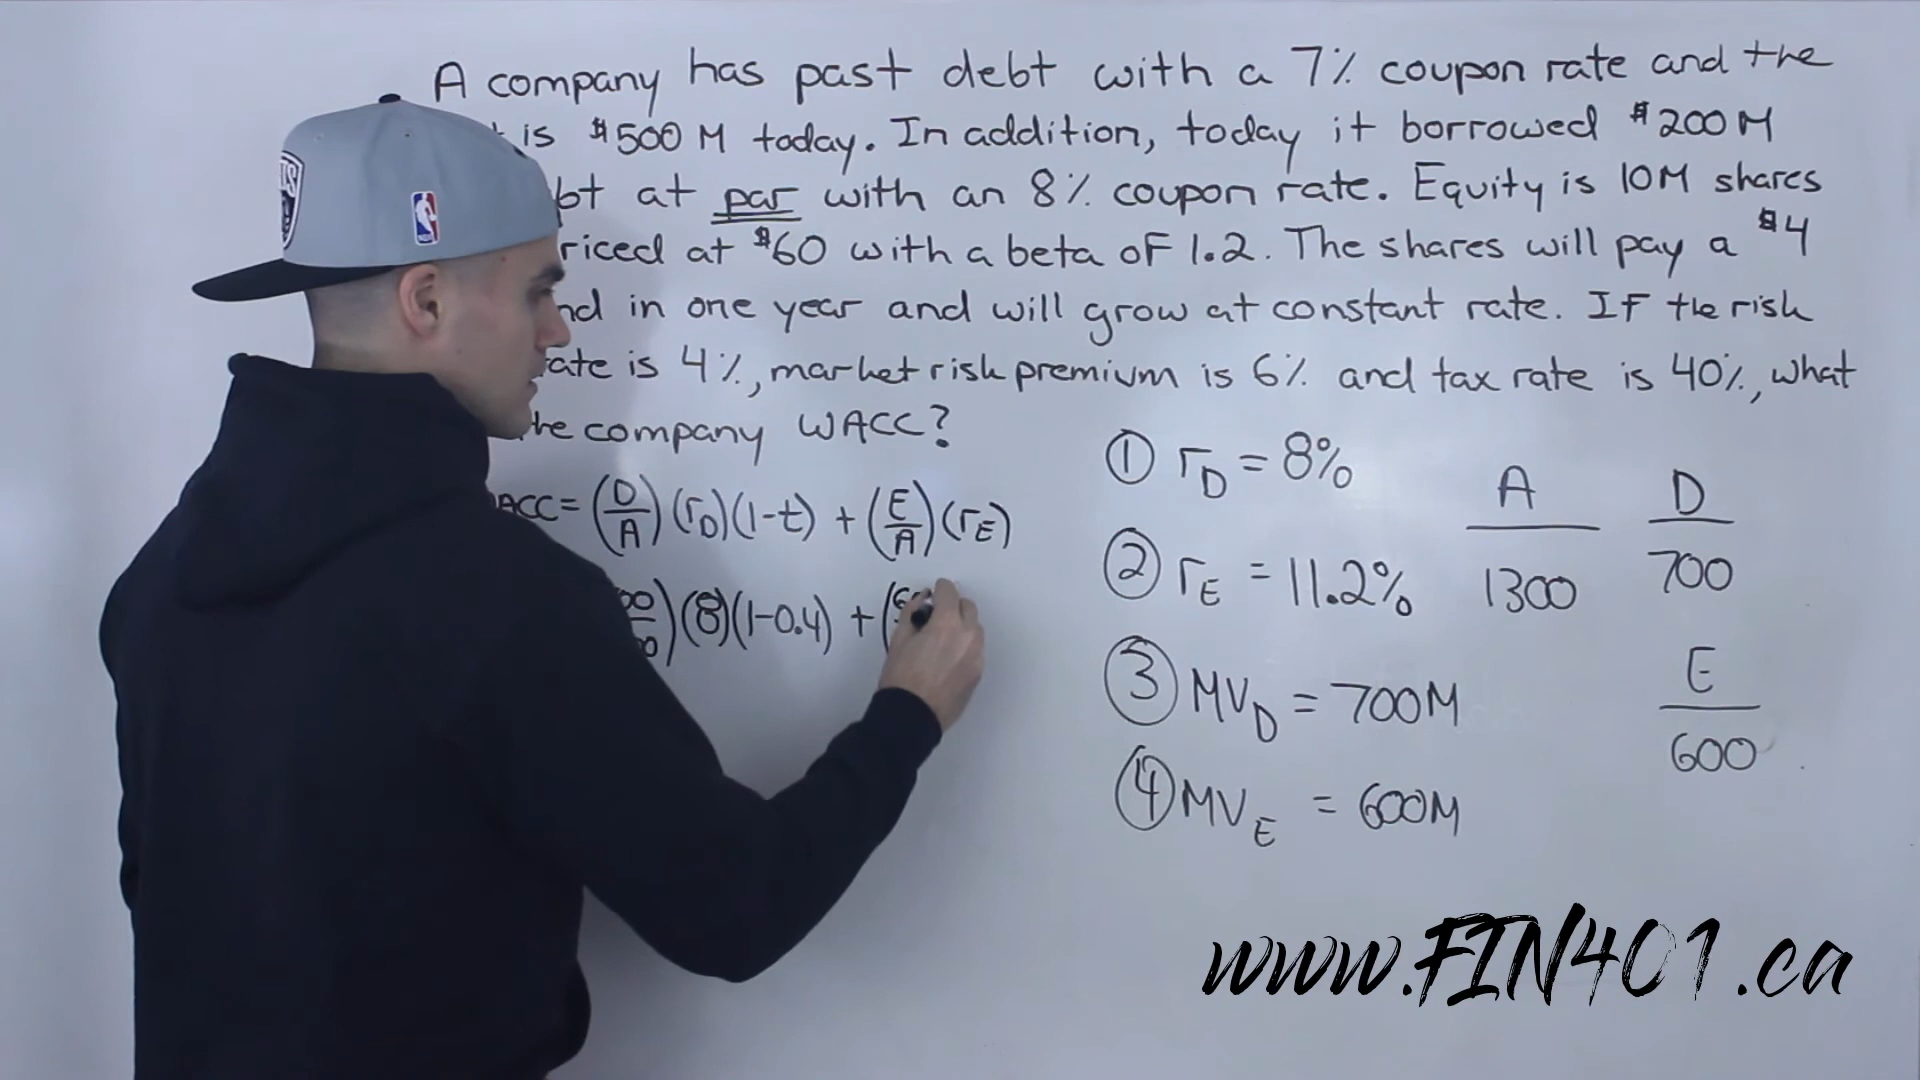 A company has past debt with a 7% coupon rate and the
is $500M today. In addition, today it borrowed $200M
bt at par with an 8% coupon rate. Equity is 10M shares
riced at $60 with a beta of 1.2. The shares will pay a $4
nd in one year and will grow at constant rate. If the risk
ate is 4%, market risk premium is 6% and tax rate is 40%, what
the company WACC?
ACC = (D/A)(rD)(1-t) + (E/A)(rE)
(8)(1-0.4) + (
① rD = 8%
② rE = 11.2%
③ MVD = 700M
④ MVE = 600M
A
1300
D
700
E
600
www.FIN401.ca